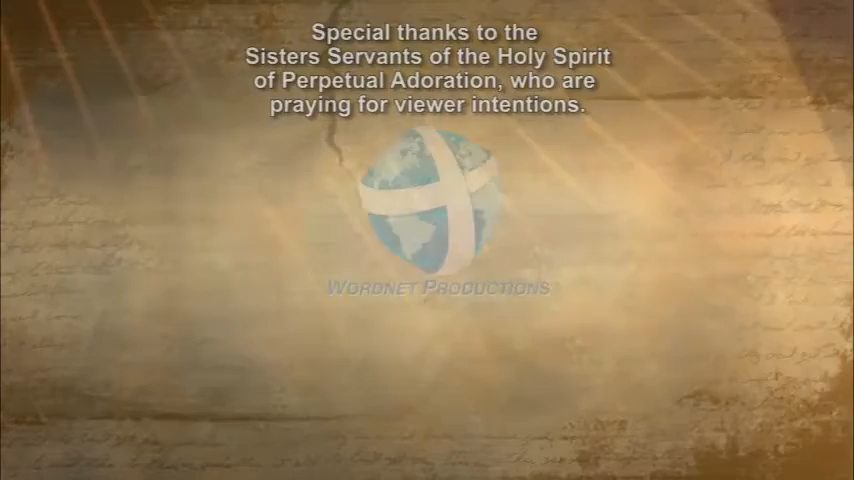 Special thanks to the
Sisters Servants of the Holy Spirit
of Perpetual Adoration, who are
praying for viewer intentions.
WORDNET PRODUCTIONS